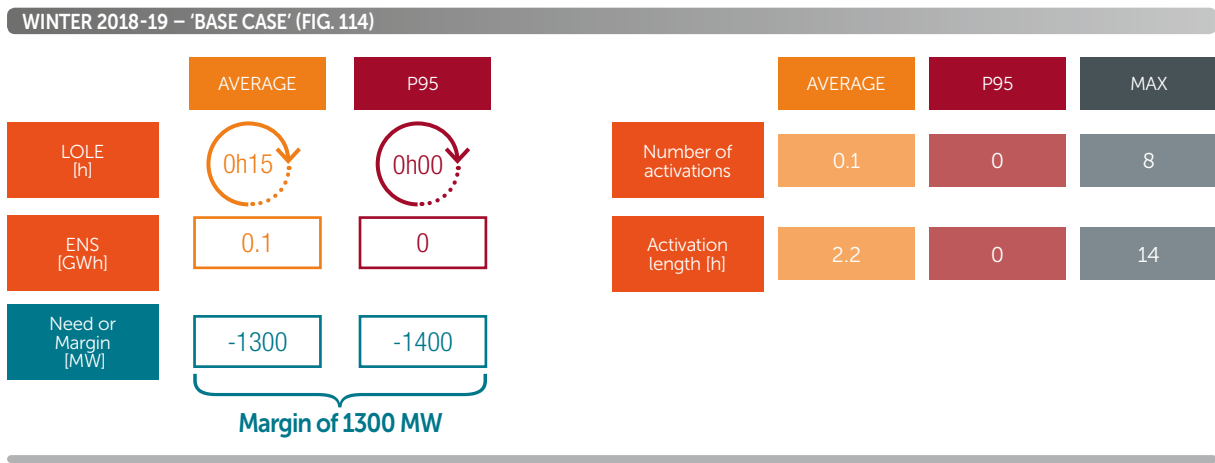 WINTER 2018-19 – 'BASE CASE' (FIG. 114)
AVERAGE
P95
LOLE
[h]
0h15
0h00
ENS
[GWh]
0.1
0
Need or
Margin
[MW]
-1300
-1400
Margin of 1300 MW
AVERAGE
P95
MAX
Number of
activations
0.1
0
8
Activation
length [h]
2.2
0
14